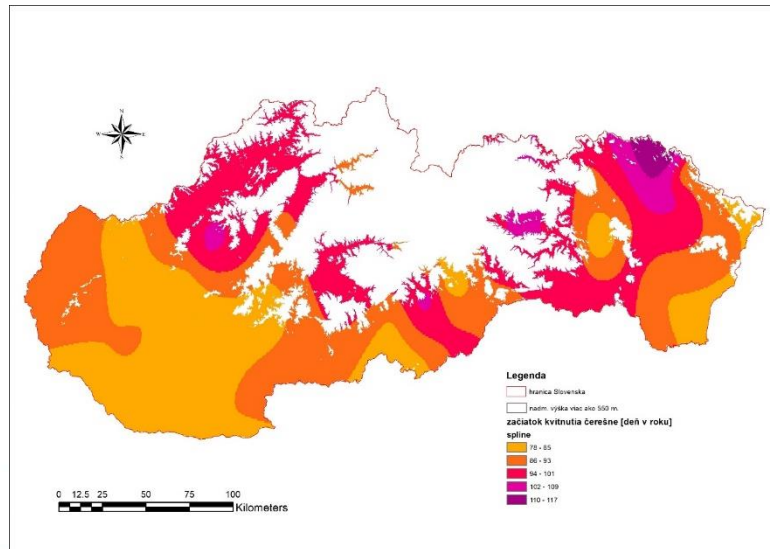 N
W
E
S
Legenda
hranica Slovenska
nadm. výška viac ako 550 m.
začiatok kvitnutia čerešne [deň v roku]
spline
78 - 85
86 - 93
94 - 101
102 - 109
110 - 117
0 12.5 25 50 75 100
Kilometers